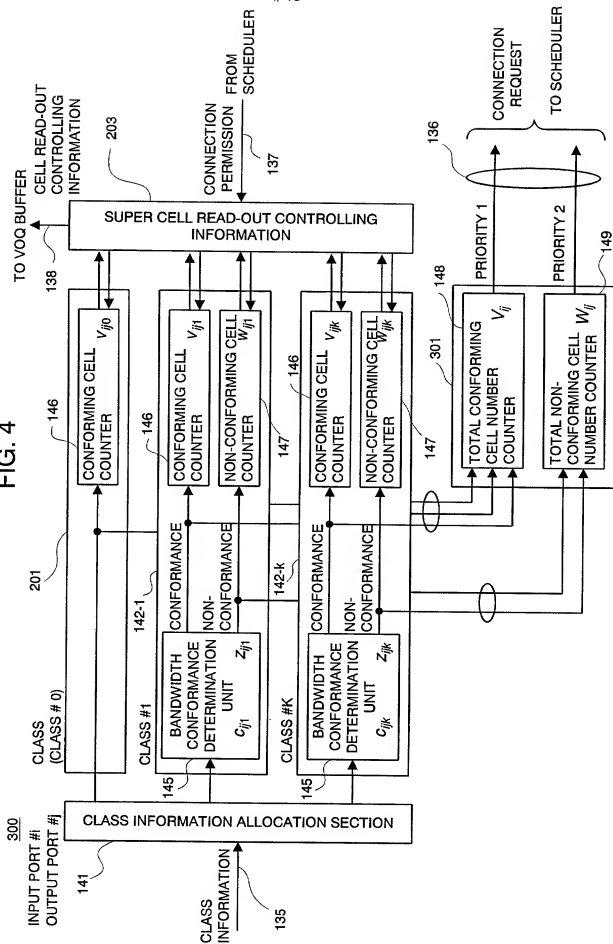 FIG. 4
300
INPUT PORT #i
OUTPUT PORT #j
CLASS
INFORMATION
135
141
CLASS INFORMATION ALLOCATION SECTION
CLASS
(CLASS # 0)
201
146
CONFORMING CELL
COUNTER
Vij0
CLASS #1
142-1
145
BANDWIDTH
CONFORMANCE
DETERMINATION
UNIT
Cij1
Zij1
CONFORMANCE
NON-
CONFORMANCE
146
CONFORMING CELL
COUNTER
Vij1
NON-CONFORMING CELL
COUNTER
Wij1
147
CLASS #K
142-k
145
BANDWIDTH
CONFORMANCE
DETERMINATION
UNIT
Cijk
Zijk
CONFORMANCE
NON-
CONFORMANCE
146
CONFORMING CELL
COUNTER
Vijk
NON-CONFORMING CELL
COUNTER
Wijk
147
TO VOQ BUFFER
CELL READ-OUT
CONTROLLING
INFORMATION
138
203
SUPER CELL READ-OUT CONTROLLING
INFORMATION
CONNECTION
PERMISSION
FROM
SCHEDULER
137
301
148
TOTAL CONFORMING
CELL NUMBER
COUNTER
Vij
TOTAL NON-
CONFORMING CELL
NUMBER COUNTER
Wij
149
PRIORITY 1
PRIORITY 2
136
CONNECTION
REQUEST
TO SCHEDULER